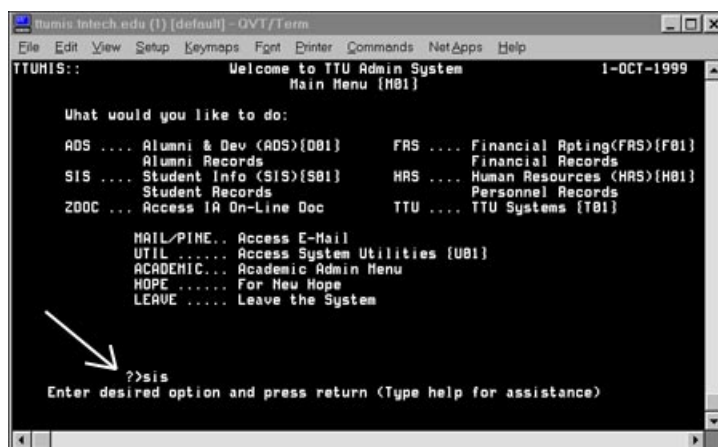 ttumis.tntech.edu (1) [default] - QVT/Term
File Edit View Setup Keymaps Font Printer Commands NetApps Help
TTUMIS:: Welcome to TTU Admin System 1-OCT-1999
Main Menu {M01}
What would you like to do:
ADS .... Alumni & Dev (ADS){D01} FRS .... Financial Rpting(FRS){F01}
Alumni Records Financial Records
SIS .... Student Info (SIS){S01} HRS .... Human Resources (HRS){H01}
Student Records Personnel Records
ZDOC ... Access IA On-Line Doc TTU .... TTU Systems {T01}
MAIL/PINE.. Access E-Mail
UTIL ...... Access System Utilities {U01}
ACADEMIC... Academic Admin Menu
HOPE ...... For New Hope
LEAVE ..... Leave the System
?>sis
Enter desired option and press return (Type help for assistance)